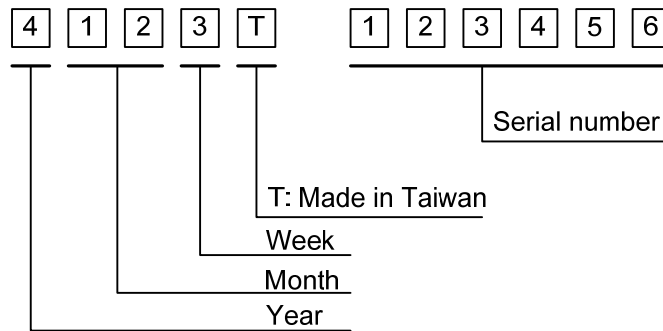 4 1 2 3 T 1 2 3 4 5 6
Serial number
T: Made in Taiwan
Week
Month
Year